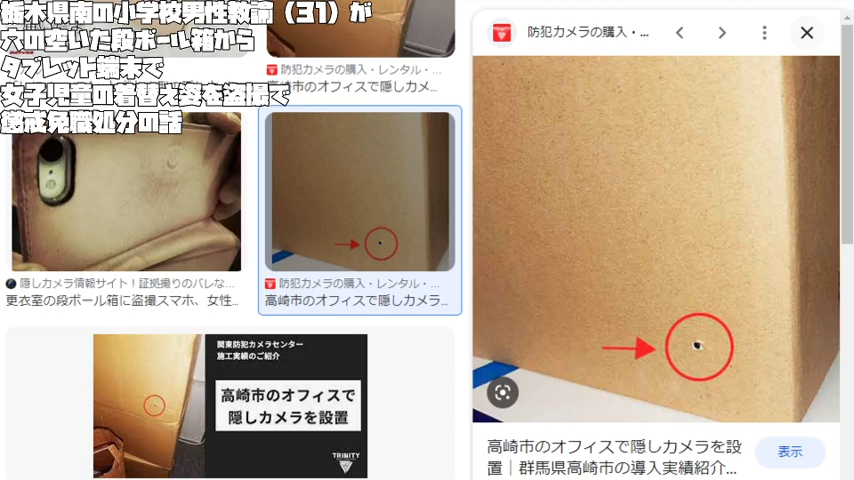 栃木県南の小学校男性教諭（31）が
穴の空いた段ボール箱から
タブレット端末で
女子児童の着替え姿を盗撮で
懲戒免職処分の話
防犯カメラの購入・レンタル・...
高崎市のオフィスで隠しカメ...
隠しカメラ情報サイト！証拠撮りのバレな...
更衣室の段ボール箱に盗撮スマホ、女性...
防犯カメラの購入・レンタル・...
高崎市のオフィスで隠しカメラ...
関東防犯カメラセンター
施工実績のご紹介
高崎市のオフィスで
隠しカメラを設置
TRINITY
防犯カメラの購入・...
高崎市のオフィスで隠しカメラを設
置｜群馬県高崎市の導入実績紹介...
表示